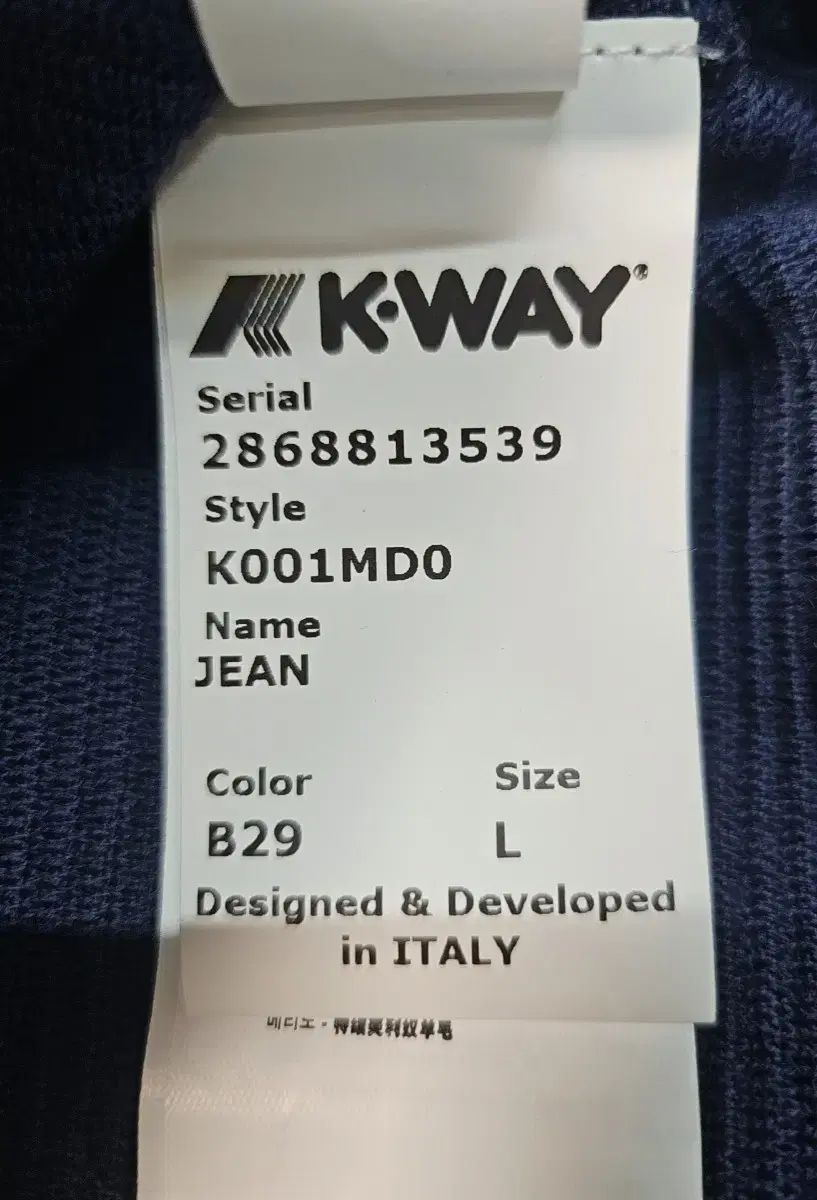 K·WAY®
Serial
2868813539
Style
K001MD0
Name
JEAN
Color Size
B29 L
Designed & Developed
in ITALY